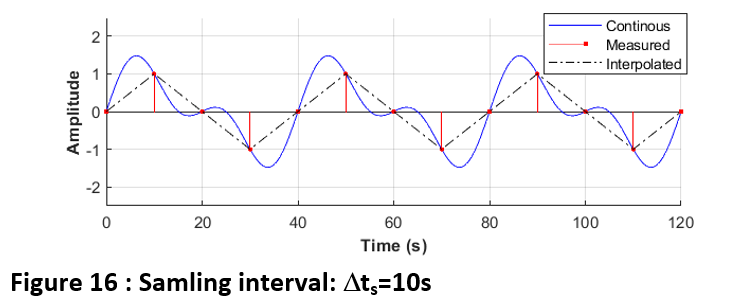 2
1
0
-1
-2
Amplitude
Continous
Measured
Interpolated
0 20 40 60 80 100 120
Time (s)
Figure 16 : Samling interval: Δts=10s